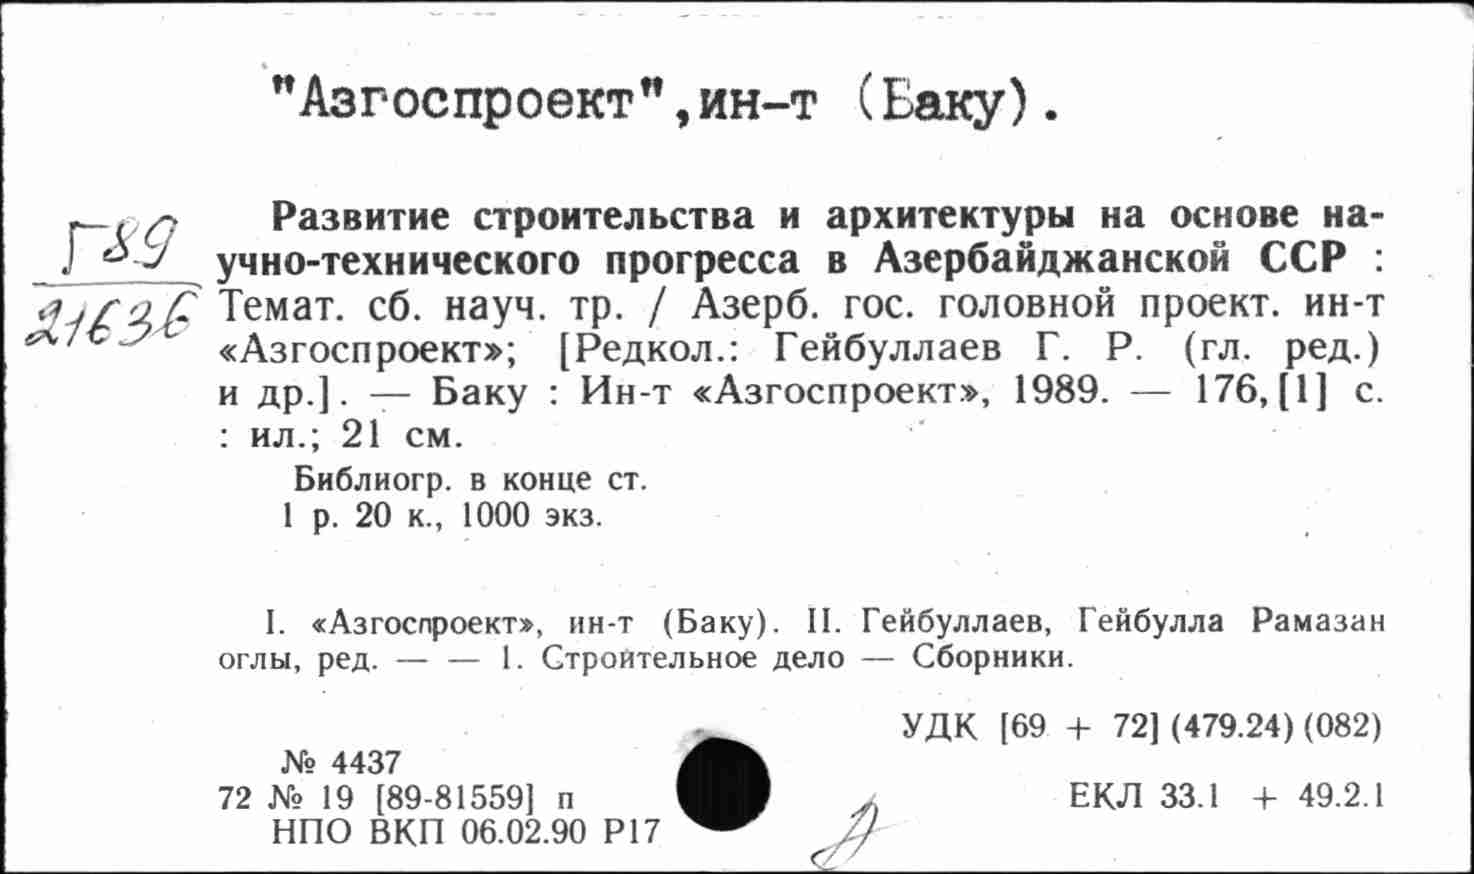 "Азгоспроект",ин-т (Баку).
Развитие строительства и архитектуры на основе на-
Г89 учно-технического прогресса в Азербайджанской ССР :
21636 Темат. сб. науч. тр. / Азерб. гос. головной проект. ин-т
«Азгоспроект»; [Редкол.: Гейбуллаев Г. Р. (гл. ред.)
и др.]. — Баку : Ин-т «Азгоспроект», 1989. — 176,[1] с.
: ил.; 21 см.
Библиогр. в конце ст.
1 р. 20 к., 1000 экз.
I. «Азгоспроект», ин-т (Баку). II. Гейбуллаев, Гейбулла Рамазан
оглы, ред. — — 1. Строительное дело — Сборники.
УДК [69 + 72] (479.24) (082)
№ 4437
72 № 19 [89-81559] п ЕКЛ 33.1 + 49.2.1
НПО ВКП 06.02.90 Р17